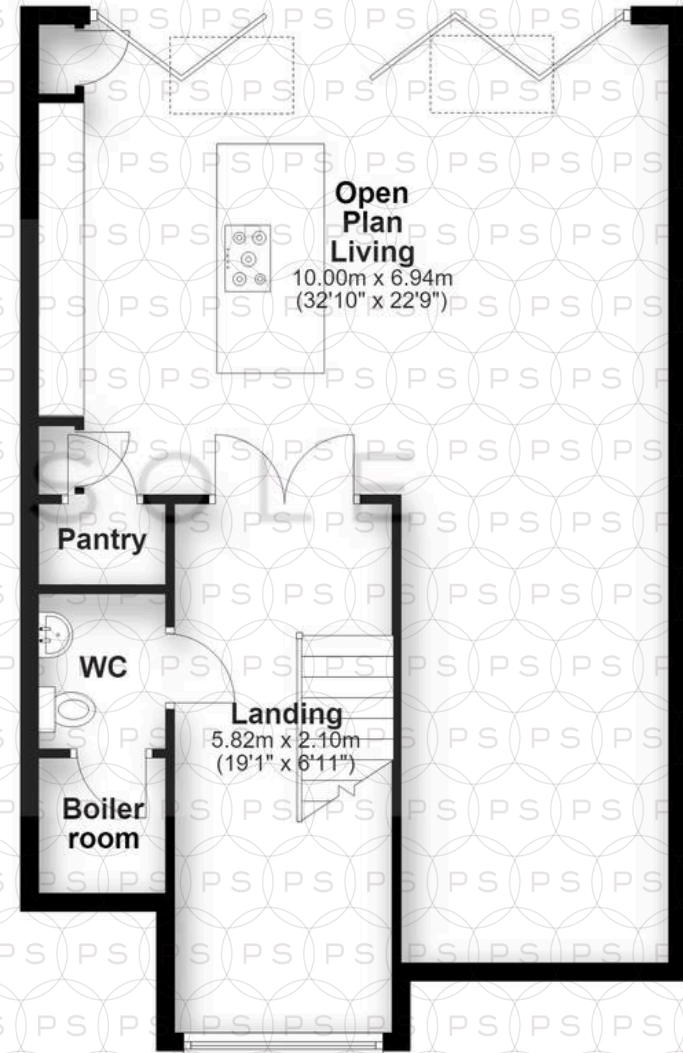 Open
Plan
Living
10.00m x 6.94m
(32'10" x 22'9")
SOLE
Pantry
WC
Landing
5.82m x 2.10m
(19'1" x 6'11")
Boiler
room